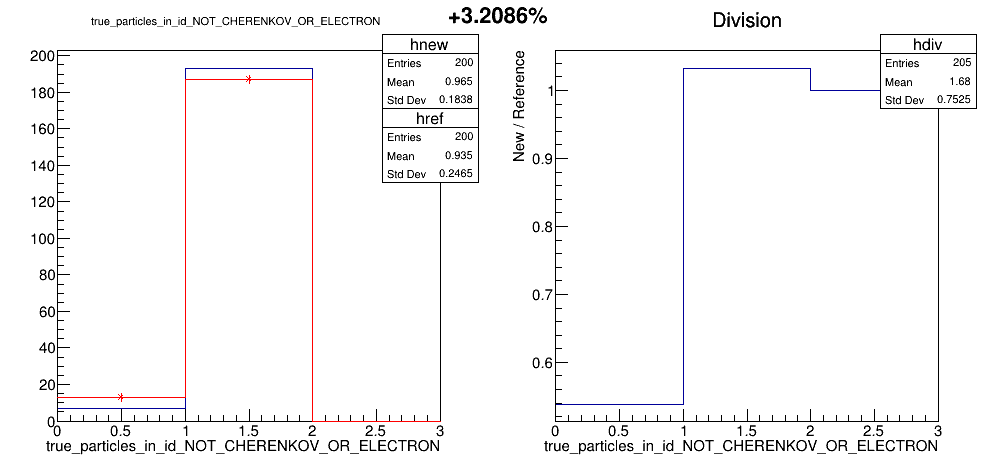 true_particles_in_id_NOT_CHERENKOV_OR_ELECTRON
+3.2086%
Division
hnew
Entries 200
Mean 0.965
Std Dev 0.1838
href
Entries 200
Mean 0.935
Std Dev 0.2465
200
180
160
140
120
100
80
60
40
20
0
0 0.5 1 1.5 2 2.5 3
true_particles_in_id_NOT_CHERENKOV_OR_ELECTRON
hdiv
Entries 205
Mean 1.68
Std Dev 0.7525
New / Reference
1
0.9
0.8
0.7
0.6
0 0.5 1 1.5 2 2.5 3
true_particles_in_id_NOT_CHERENKOV_OR_ELECTRON